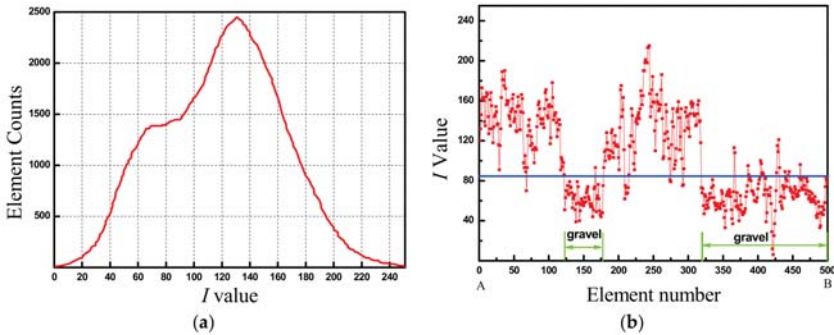 2500
2000
1500
1000
500
0 20 40 60 80 100 120 140 160 180 200 220 240
Element Counts
I value
(a)
240
200
160
120
80
40
gravel
gravel
0 50 100 150 200 250 300 350 400 450 500
A
B
I Value
Element number
(b)